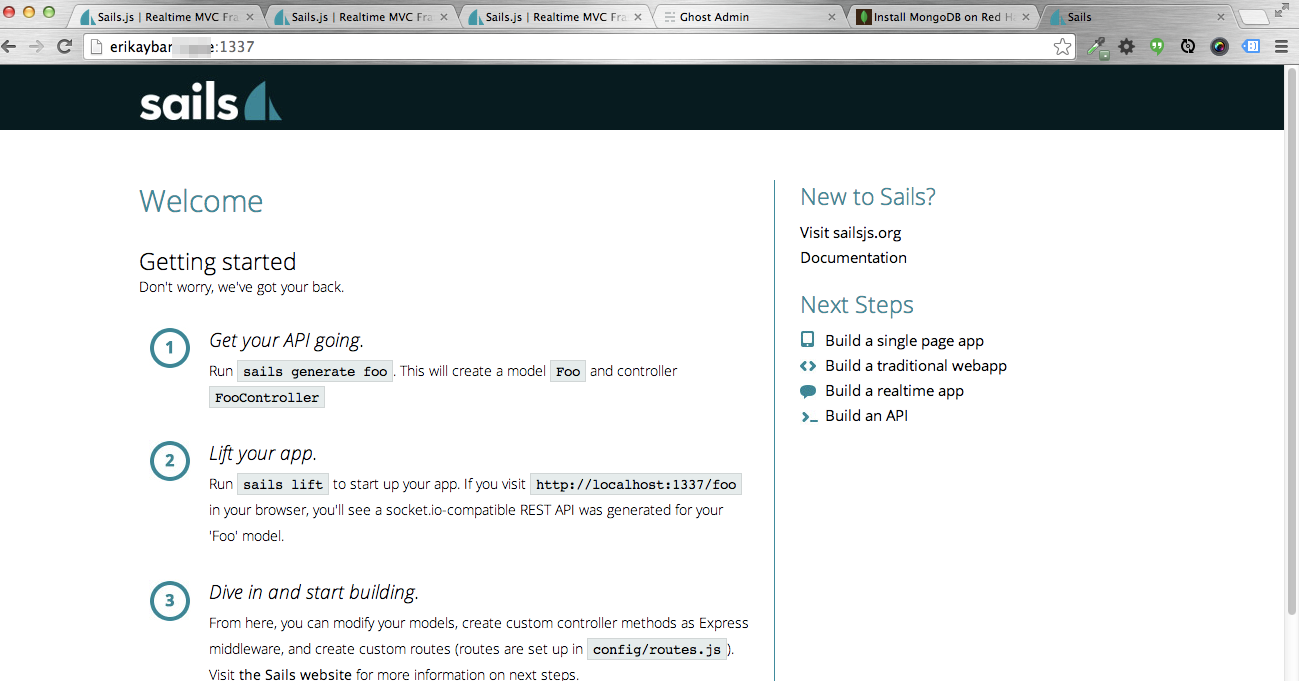 Sails.js | Realtime MVC Fra
Sails.js | Realtime MVC Fra
Sails.js | Realtime MVC Fra
Ghost Admin
Install MongoDB on Red H
Sails
erikaybar
:1337
sails
Welcome
Getting started
Don't worry, we've got your back.
1
Get your API going.
Run sails generate foo. This will create a model Foo and controller
FooController
2
Lift your app.
Run sails lift to start up your app. If you visit http://localhost:1337/foo
in your browser, you'll see a socket.io-compatible REST API was generated for your
'Foo' model.
3
Dive in and start building.
From here, you can modify your models, create custom controller methods as Express
middleware, and create custom routes (routes are set up in config/routes.js).
Visit the Sails website for more information on next steps.
New to Sails?
Visit sailsjs.org
Documentation
Next Steps
Build a single page app
Build a traditional webapp
Build a realtime app
Build an API